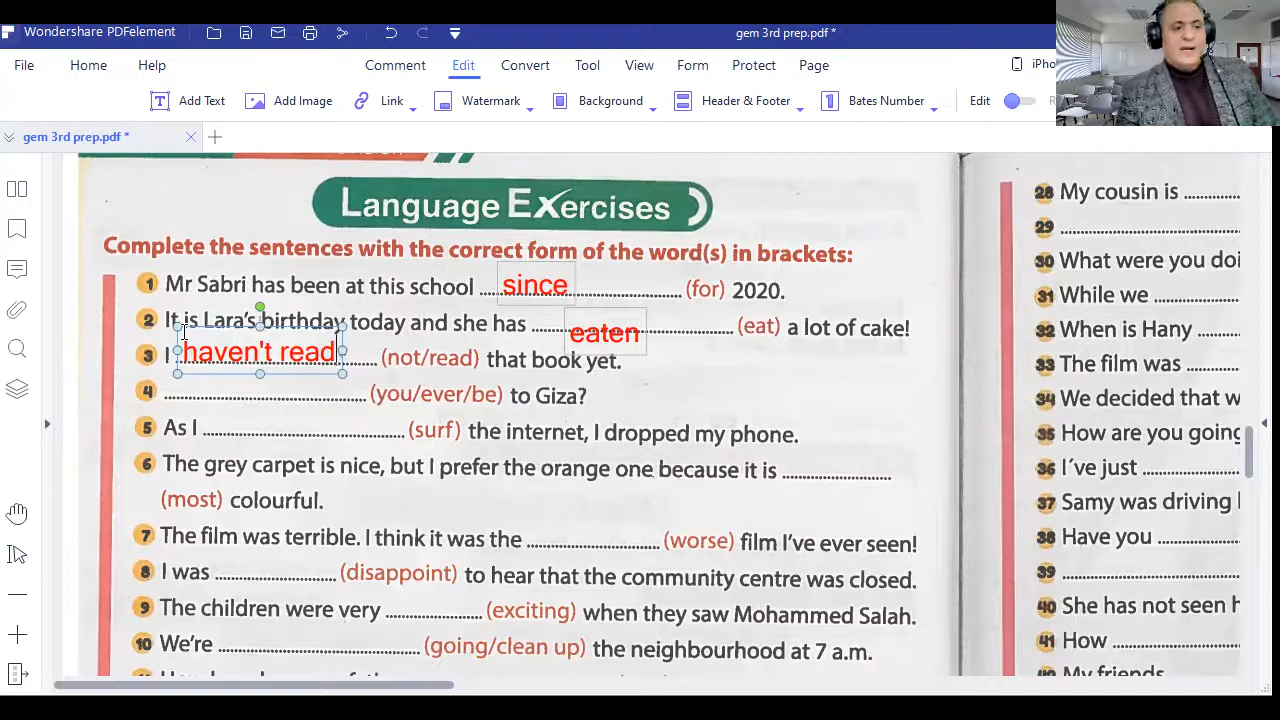 Wondershare PDFelement
gem 3rd prep.pdf *
File Home Help Comment Edit Convert Tool View Form Protect Page
Add Text Add Image Link Watermark Background Header & Footer Bates Number Edit
gem 3rd prep.pdf *
Language Exercises
Complete the sentences with the correct form of the word(s) in brackets:
1 Mr Sabri has been at this school since (for) 2020.
2 It is Lara's birthday today and she has eaten (eat) a lot of cake!
3 I haven't read (not/read) that book yet.
4 ........ (you/ever/be) to Giza?
5 As I ........ (surf) the internet, I dropped my phone.
6 The grey carpet is nice, but I prefer the orange one because it is ........
(most) colourful.
7 The film was terrible. I think it was the ........ (worse) film I've ever seen!
8 I was ........ (disappoint) to hear that the community centre was closed.
9 The children were very ........ (exciting) when they saw Mohammed Salah.
10 We're ........ (going/clean up) the neighbourhood at 7 a.m.
28 My cousin is ........
29 ........
30 What were you doi
31 While we ........
32 When is Hany
33 The film was ........
34 We decided that w
35 How are you going
36 I've just ........
37 Samy was driving
38 Have you ........
39 ........
40 She has not seen h
41 How ........
My friends